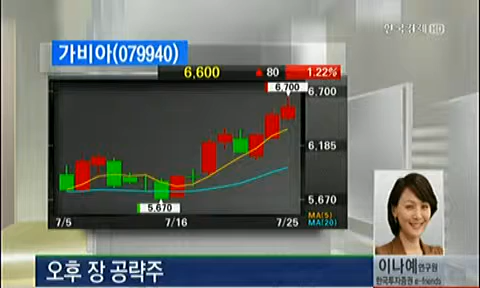 한국경제 HD
가비아(079940)
6,600 ▲ 80 1.22%
6,700
6,700
6,185
5,670
5,670
7/5 7/16 7/25
MA(5)
MA(20)
오후 장 공략주
이나예 연구원
한국투자증권 e-friends